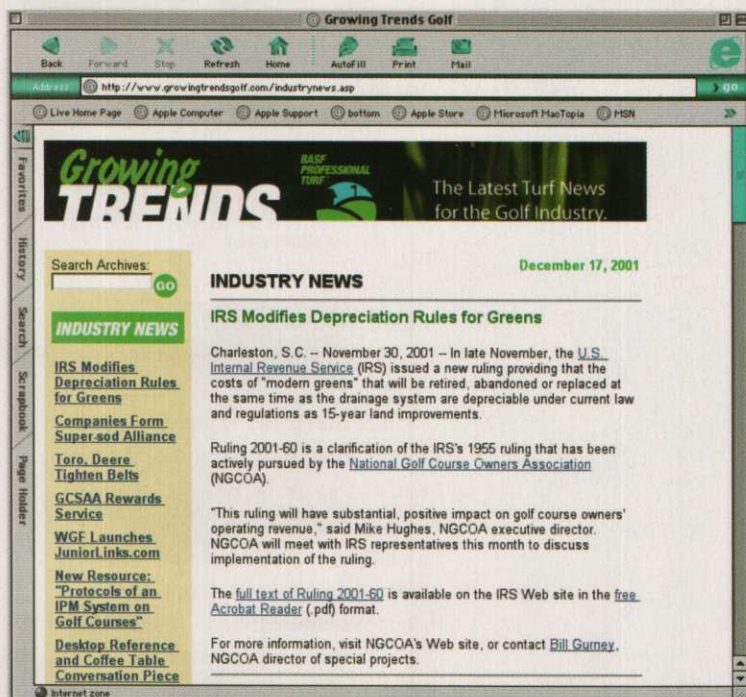 Growing Trends Golf
Back Forward Stop Refresh Home AutoFill Print Mail
Address http://www.growingtrendsgolf.com/industrynews.asp go
Live Home Page Apple Computer Apple Support bottom Apple Store Microsoft MacTopia MSN
Favorites
History
Search
Scrapbook
Page Holder
Growing
TRENDS
BASF
PROFESSIONAL
TURF
The Latest Turf News
for the Golf Industry.
Search Archives:
GO
INDUSTRY NEWS
IRS Modifies
Depreciation Rules
for Greens
Companies Form
Super-sod Alliance
Toro, Deere
Tighten Belts
GCSAA Rewards
Service
WGF Launches
JuniorLinks.com
New Resource:
"Protocols of an
IPM System on
Golf Courses"
Desktop Reference
and Coffee Table
Conversation Piece
December 17, 2001
INDUSTRY NEWS
IRS Modifies Depreciation Rules for Greens
Charleston, S.C. -- November 30, 2001 -- In late November, the U.S.
Internal Revenue Service (IRS) issued a new ruling providing that the
costs of "modern greens" that will be retired, abandoned or replaced at
the same time as the drainage system are depreciable under current law
and regulations as 15-year land improvements.
Ruling 2001-60 is a clarification of the IRS's 1955 ruling that has been
actively pursued by the National Golf Course Owners Association
(NGCOA).
"This ruling will have substantial, positive impact on golf course owners'
operating revenue," said Mike Hughes, NGCOA executive director.
NGCOA will meet with IRS representatives this month to discuss
implementation of the ruling.
The full text of Ruling 2001-60 is available on the IRS Web site in the free
Acrobat Reader (.pdf) format.
For more information, visit NGCOA's Web site, or contact Bill Gurney,
NGCOA director of special projects.
Internet zone